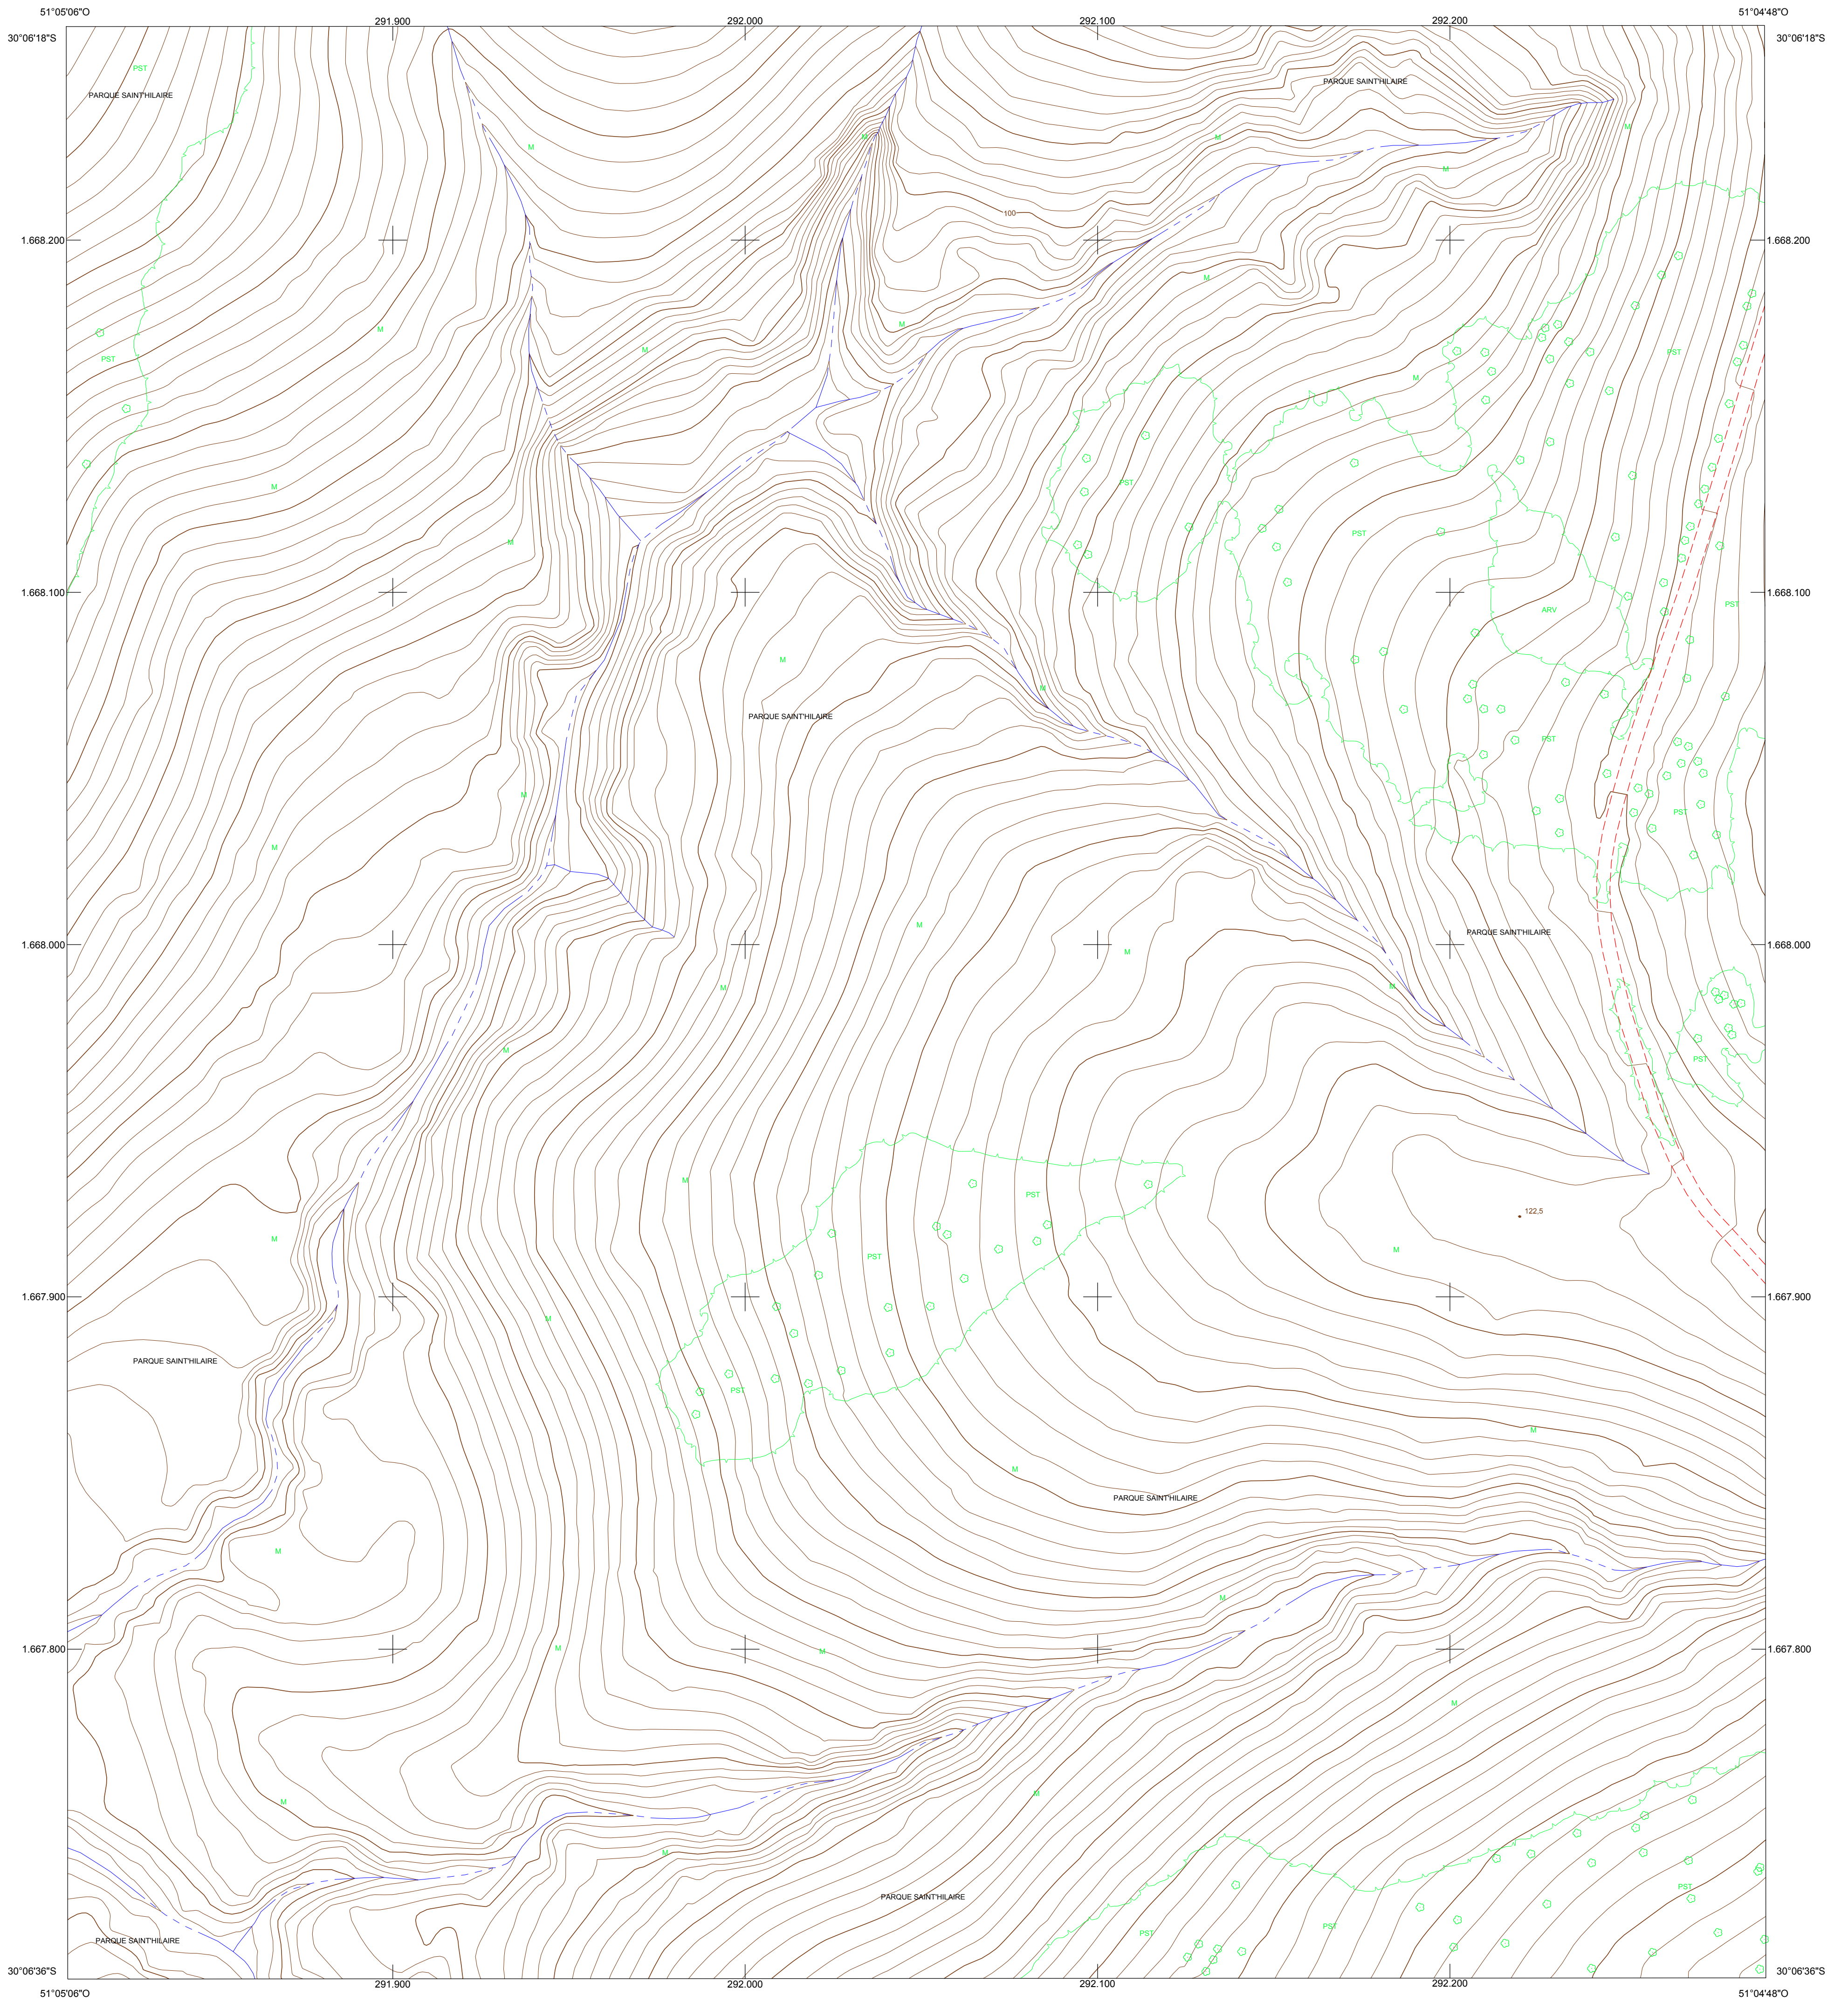 51°05'06"O
291.900
292.000
292.100
292.200
51°04'48"O
30°06'18"S
30°06'18"S
PST
PARQUE SAINT'HILAIRE
PARQUE SAINT'HILAIRE
M
M
M
M
M
100
1.668.200
1.668.200
M
M
M
M
PST
M
PST
M
M
PST
PST
M
1.668.100
1.668.100
PST
ARV
M
M
PARQUE SAINT'HILAIRE
PST
M
PST
M
M
PARQUE SAINT'HILAIRE
1.668.000
1.668.000
M
M
M
M
PST
M
PST
122,5
M
M
PST
1.667.900
1.667.900
M
PARQUE SAINT'HILAIRE
PST
M
M
PARQUE SAINT'HILAIRE
M
M
1.667.800
M
M
1.667.800
M
M
M
M
PST
PARQUE SAINT'HILAIRE
PST
PST
PARQUE SAINT'HILAIRE
30°06'36"S
30°06'36"S
291.900
292.000
292.100
292.200
51°05'06"O
51°04'48"O